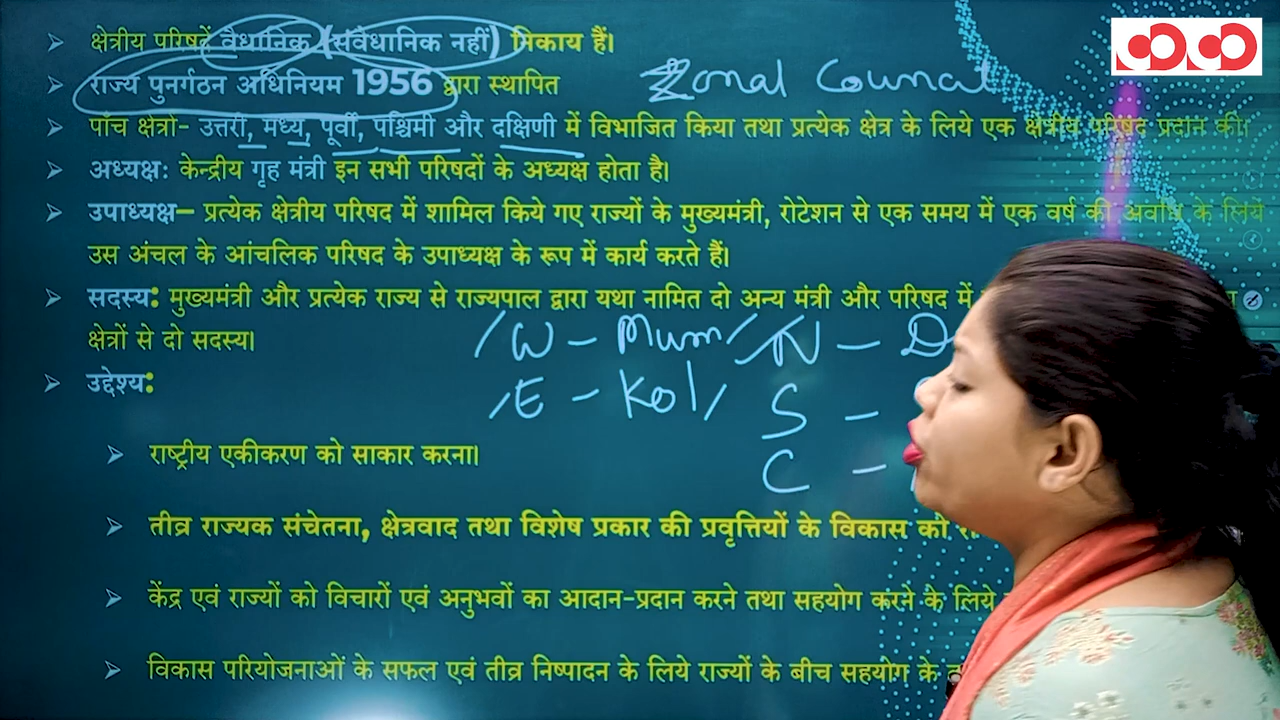 क्षेत्रीय परिषदें वैधानिक (संवैधानिक नहीं) निकाय हैं।
राज्य पुनर्गठन अधिनियम 1956 द्वारा स्थापित
Zonal Council
पाँच क्षेत्रो- उत्तरी, मध्य, पूर्वी, पश्चिमी और दक्षिणी में विभाजित किया तथा प्रत्येक क्षेत्र के लिये एक क्षेत्रीय परिषद प्रदान की।
अध्यक्ष: केन्द्रीय गृह मंत्री इन सभी परिषदों के अध्यक्ष होता है।
उपाध्यक्ष– प्रत्येक क्षेत्रीय परिषद में शामिल किये गए राज्यों के मुख्यमंत्री, रोटेशन से एक समय में एक वर्ष की अवधि के लिये
उस अंचल के आंचलिक परिषद के उपाध्यक्ष के रूप में कार्य करते हैं।
सदस्य: मुख्यमंत्री और प्रत्येक राज्य से राज्यपाल द्वारा यथा नामित दो अन्य मंत्री और परिषद में
क्षेत्रों से दो सदस्य।
/W – Mum/ N –
उद्देश्य:
/E – Kol/ S –
C –
राष्ट्रीय एकीकरण को साकार करना।
तीव्र राज्यक संचेतना, क्षेत्रवाद तथा विशेष प्रकार की प्रवृत्तियों के विकास को
केंद्र एवं राज्यों को विचारों एवं अनुभवों का आदान-प्रदान करने तथा सहयोग करने के लिये
विकास परियोजनाओं के सफल एवं तीव्र निष्पादन के लिये राज्यों के बीच सहयोग के